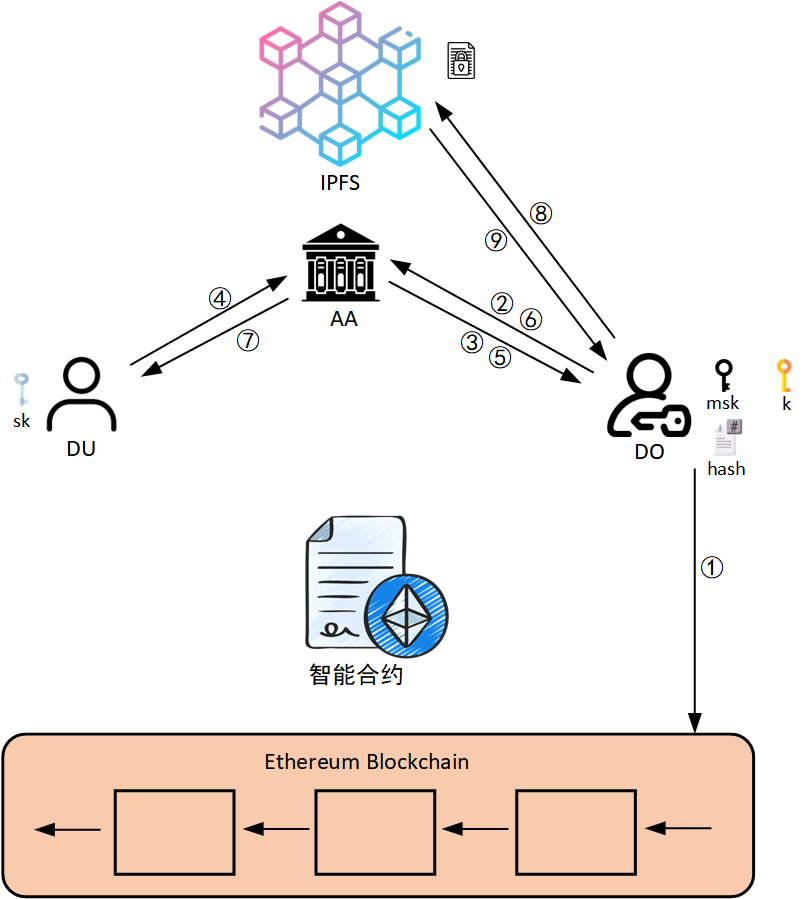 IPFS
⑧
⑨
AA
④
② ⑥
⑦
③ ⑤
sk
DU
DO
msk
k
#
hash
①
智能合约
Ethereum Blockchain